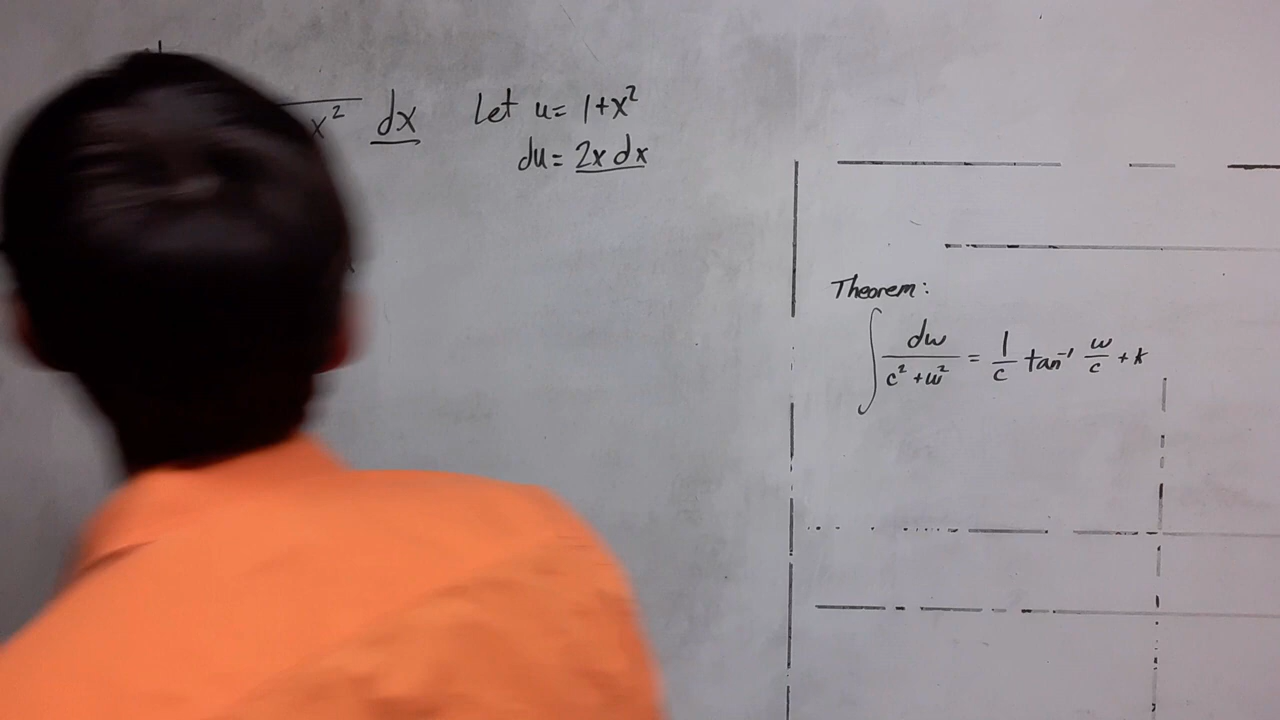 x² dx
Let u = 1+x²
du = 2x dx
Theorem:
∫ dw / (c² + w²) = 1/c tan⁻¹ w/c + k